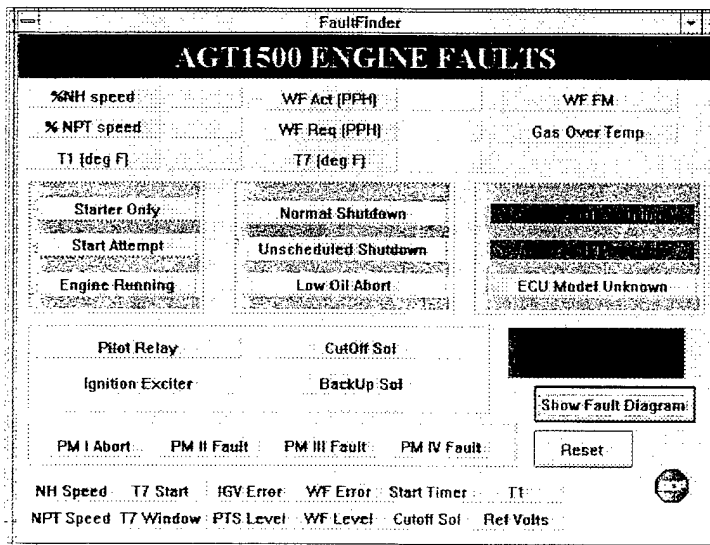 FaultFinder
AGT1500 ENGINE FAULTS
%NH speed WF Act (PPH) WF FM
% NPT speed WF Req (PPH) Gas Over Temp
T1 (deg F) T7 (deg F)
Starter Only Normal Shutdown
Start Attempt Unscheduled Shutdown
Engine Running Low Oil Abort ECU Model Unknown
Pilot Relay CutOff Sol
Ignition Exciter BackUp Sol
Show Fault Diagram
PM I Abort PM II Fault PM III Fault PM IV Fault Reset
NH Speed T7 Start IGV Error WF Error Start Timer T1
NPT Speed T7 Window PTS Level WF Level Cutoff Sol Ref Volts